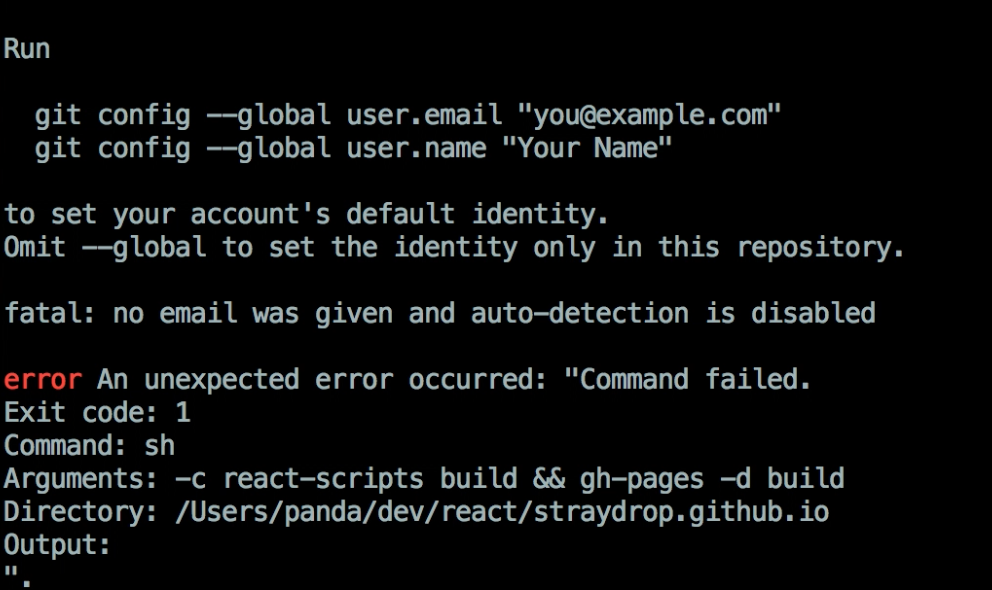 Run
git config --global user.email "you@example.com"
git config --global user.name "Your Name"
to set your account's default identity.
Omit --global to set the identity only in this repository.
fatal: no email was given and auto-detection is disabled
error An unexpected error occurred: "Command failed.
Exit code: 1
Command: sh
Arguments: -c react-scripts build && gh-pages -d build
Directory: /Users/panda/dev/react/straydrop.github.io
Output:
".